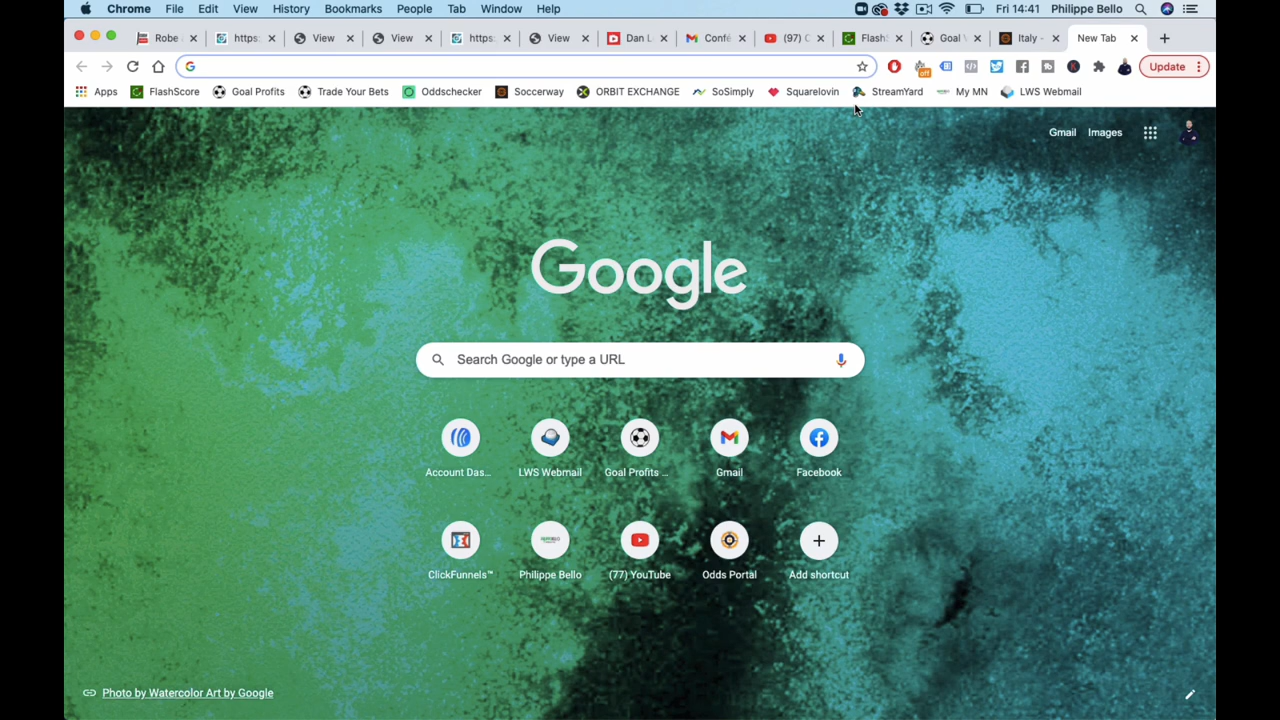 Chrome File Edit View History Bookmarks People Tab Window Help Fri 14:41 Philippe Bello
Robe https: View View https: View Dan L Confé (97) C FlashS Goal V Italy - New Tab
off Update
Apps FlashScore Goal Profits Trade Your Bets Oddschecker Soccerway ORBIT EXCHANGE SoSimply Squarelovin StreamYard My MN LWS Webmail
Gmail Images
Google
Search Google or type a URL
Account Das... LWS Webmail Goal Profits ... Gmail Facebook
ClickFunnels™ Philippe Bello (77) YouTube Odds Portal Add shortcut
Photo by Watercolor Art by Google